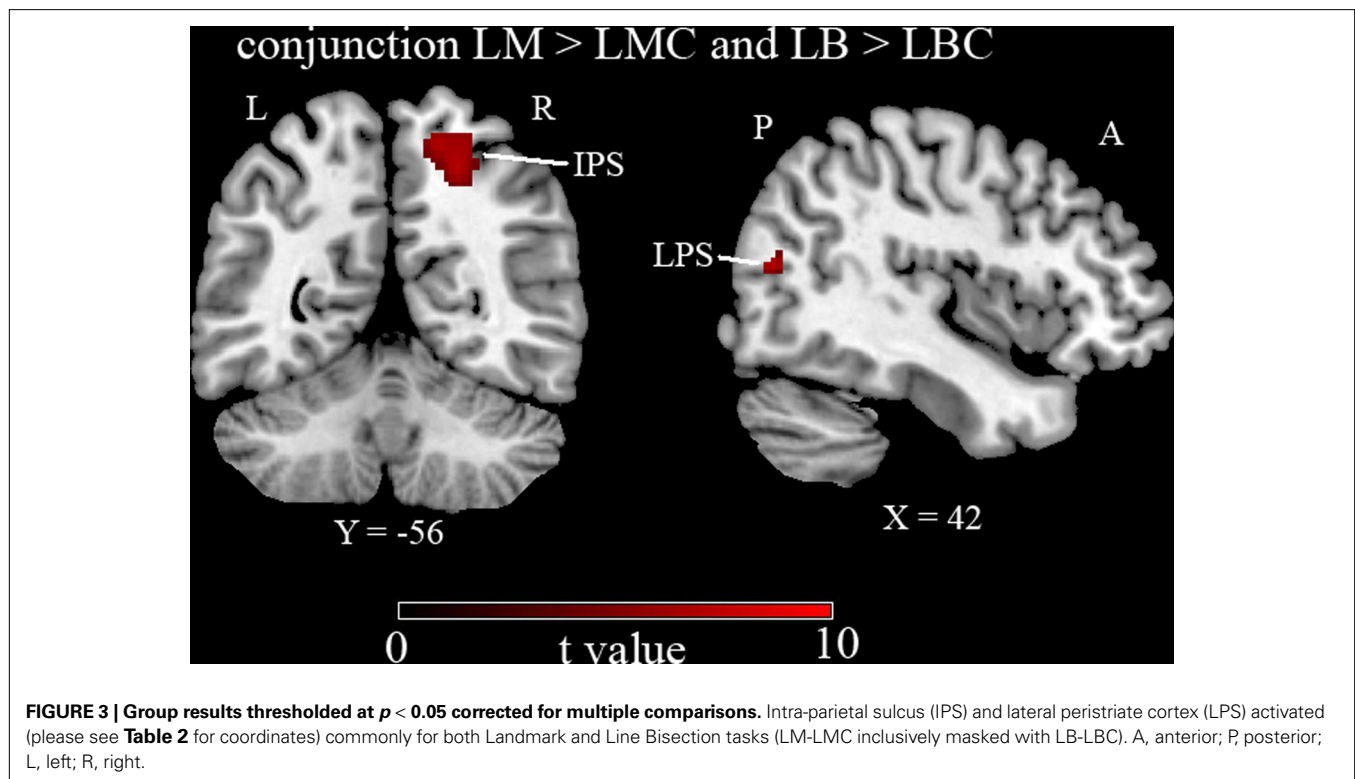 conjunction LM > LMC and LB > LBC
L
R
IPS
P
A
LPS
Y = -56
X = 42
0
t value
10
FIGURE 3 | Group results thresholded at p < 0.05 corrected for multiple comparisons. Intra-parietal sulcus (IPS) and lateral peristriate cortex (LPS) activated
(please see Table 2 for coordinates) commonly for both Landmark and Line Bisection tasks (LM-LMC inclusively masked with LB-LBC). A, anterior; P, posterior;
L, left; R, right.